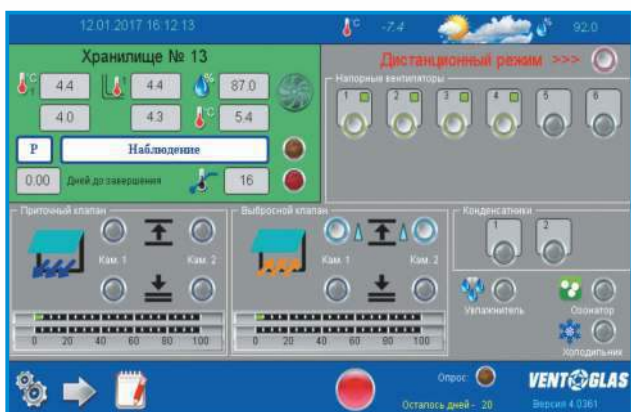 12.01.2017 16:12:13
°C -7.4
% 92.0
Хранилище № 13
Дистанционный режим >>>
°C 1 4.4 1 4.4 % 87.0
4.0 4.3 °C 5.4
Р Наблюдение
0.00 Дней до завершения 16
Напорные вентиляторы
1 2 3 4 5 6
Приточный клапан
Кам. 1 Кам. 2
0 20 40 60 80 100
Выбросной клапан
Кам. 1 Кам. 2
0 20 40 60 80 100
Конденсатники
1 2
Увлажнитель
Озонатор
Холодильник
Опрос:
Осталось дней - 20
VENTOGLAS
Версия 4.0361